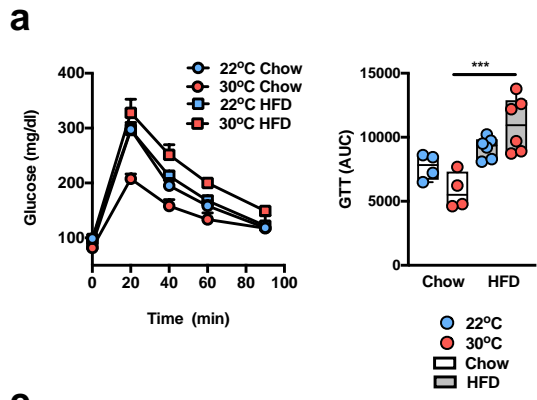 a
22°C Chow
30°C Chow
22°C HFD
30°C HFD
Glucose (mg/dl)
400
300
200
100
0 20 40 60 80 100
Time (min)
***
GTT (AUC)
15000
10000
5000
0
Chow HFD
22°C
30°C
Chow
HFD